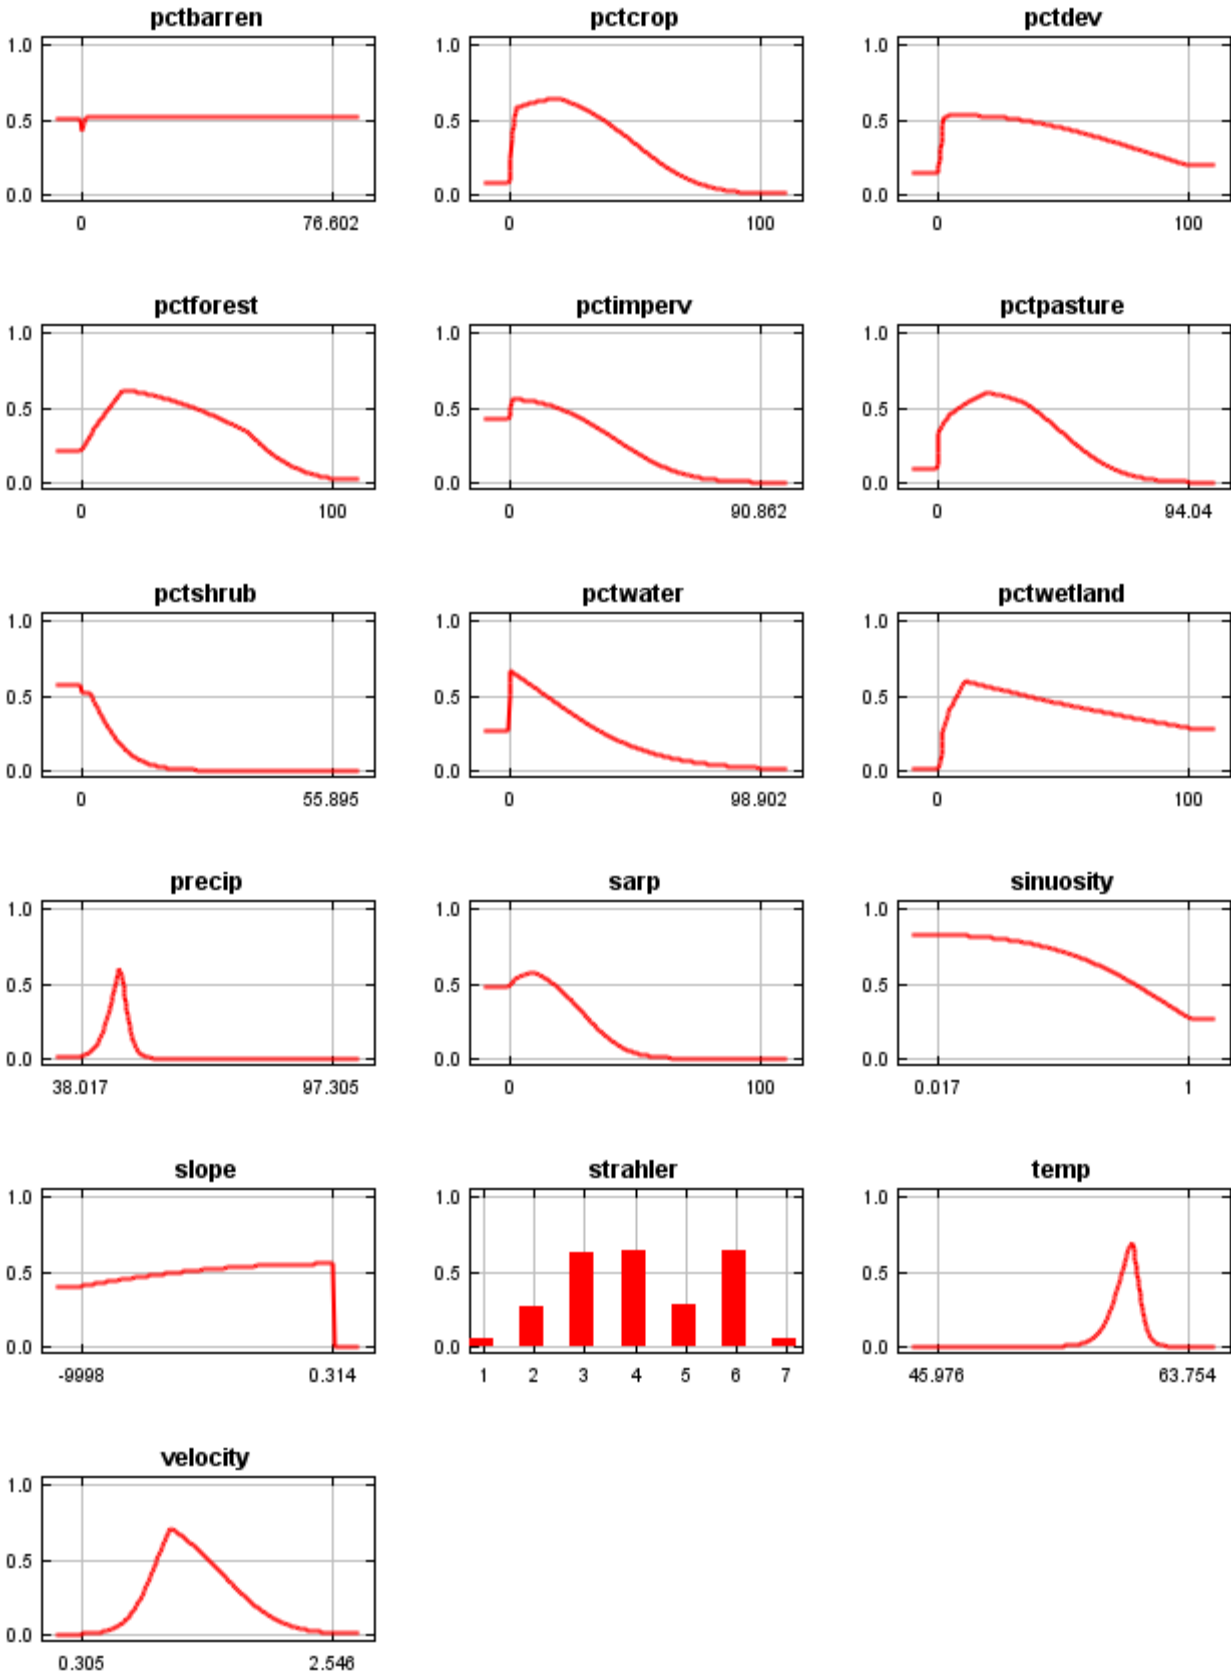 pctbarren pctcrop pctdev
1.0 1.0 1.0
0.5 0.5 0.5
0.0 0.0 0.0
0 76.602 0 100 0 100
pctforest pctimperv pctpasture
1.0 1.0 1.0
0.5 0.5 0.5
0.0 0.0 0.0
0 100 0 90.862 0 94.04
pctshrub pctwater pctwetland
1.0 1.0 1.0
0.5 0.5 0.5
0.0 0.0 0.0
0 55.895 0 98.902 0 100
precip sarp sinuosity
1.0 1.0 1.0
0.5 0.5 0.5
0.0 0.0 0.0
38.017 97.305 0 100 0.017 1
slope strahler temp
1.0 1.0 1.0
0.5 0.5 0.5
0.0 0.0 0.0
-9998 0.314 1 2 3 4 5 6 7 45.976 63.754
velocity
1.0
0.5
0.0
0.305 2.546